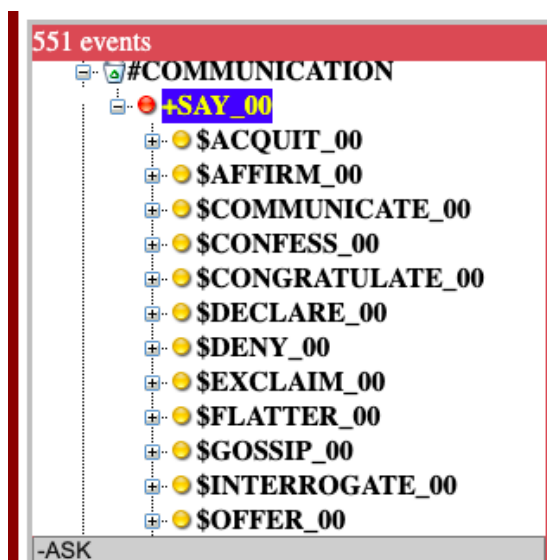 551 events
#COMMUNICATION
+SAY_00
$ACQUIT_00
$AFFIRM_00
$COMMUNICATE_00
$CONFESS_00
$CONGRATULATE_00
$DECLARE_00
$DENY_00
$EXCLAIM_00
$FLATTER_00
$GOSSIP_00
$INTERROGATE_00
$OFFER_00
-ASK